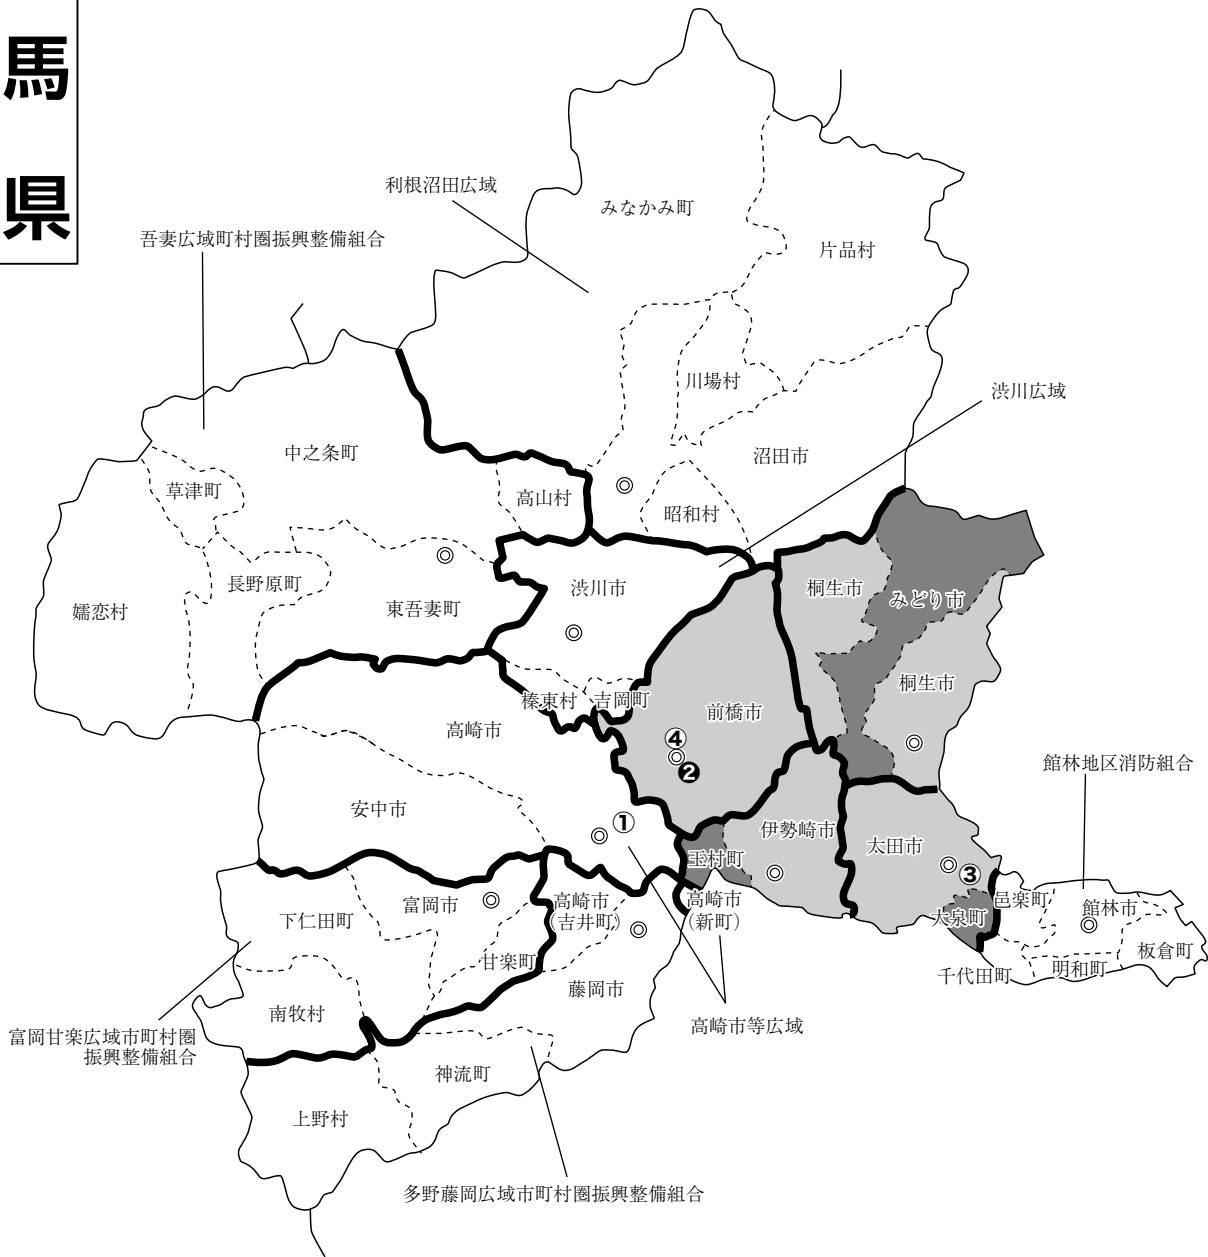 馬
県
利根沼田広域
みなかみ町
吾妻広域町村圏振興整備組合
片品村
川場村
渋川広域
中之条町
沼田市
草津町
高山村
昭和村
長野原町
渋川市
桐生市
みどり市
嬬恋村
東吾妻町
桐生市
榛東村
吉岡町
前橋市
高崎市
④
❷
館林地区消防組合
安中市
①
伊勢崎市
太田市
玉村町
③
高崎市
(吉井町)
高崎市
(新町)
富岡市
下仁田町
邑楽町
館林市
大泉町
板倉町
甘楽町
千代田町
明和町
藤岡市
南牧村
高崎市等広域
富岡甘楽広域市町村圏
振興整備組合
神流町
上野村
多野藤岡広域市町村圏振興整備組合